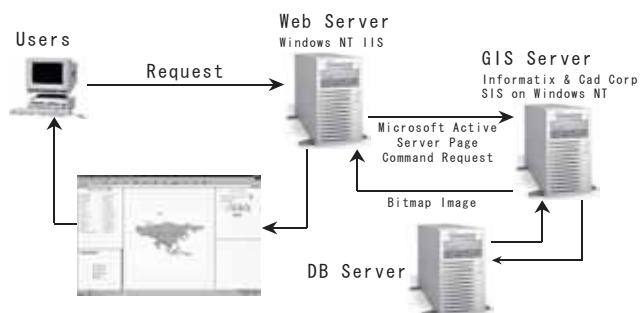 Users
Request
Web Server
Windows NT IIS
GIS Server
Informatix & Cad Corp
SIS on Windows NT
Microsoft Active
Server Page
Command Request
Bitmap Image
DB Server